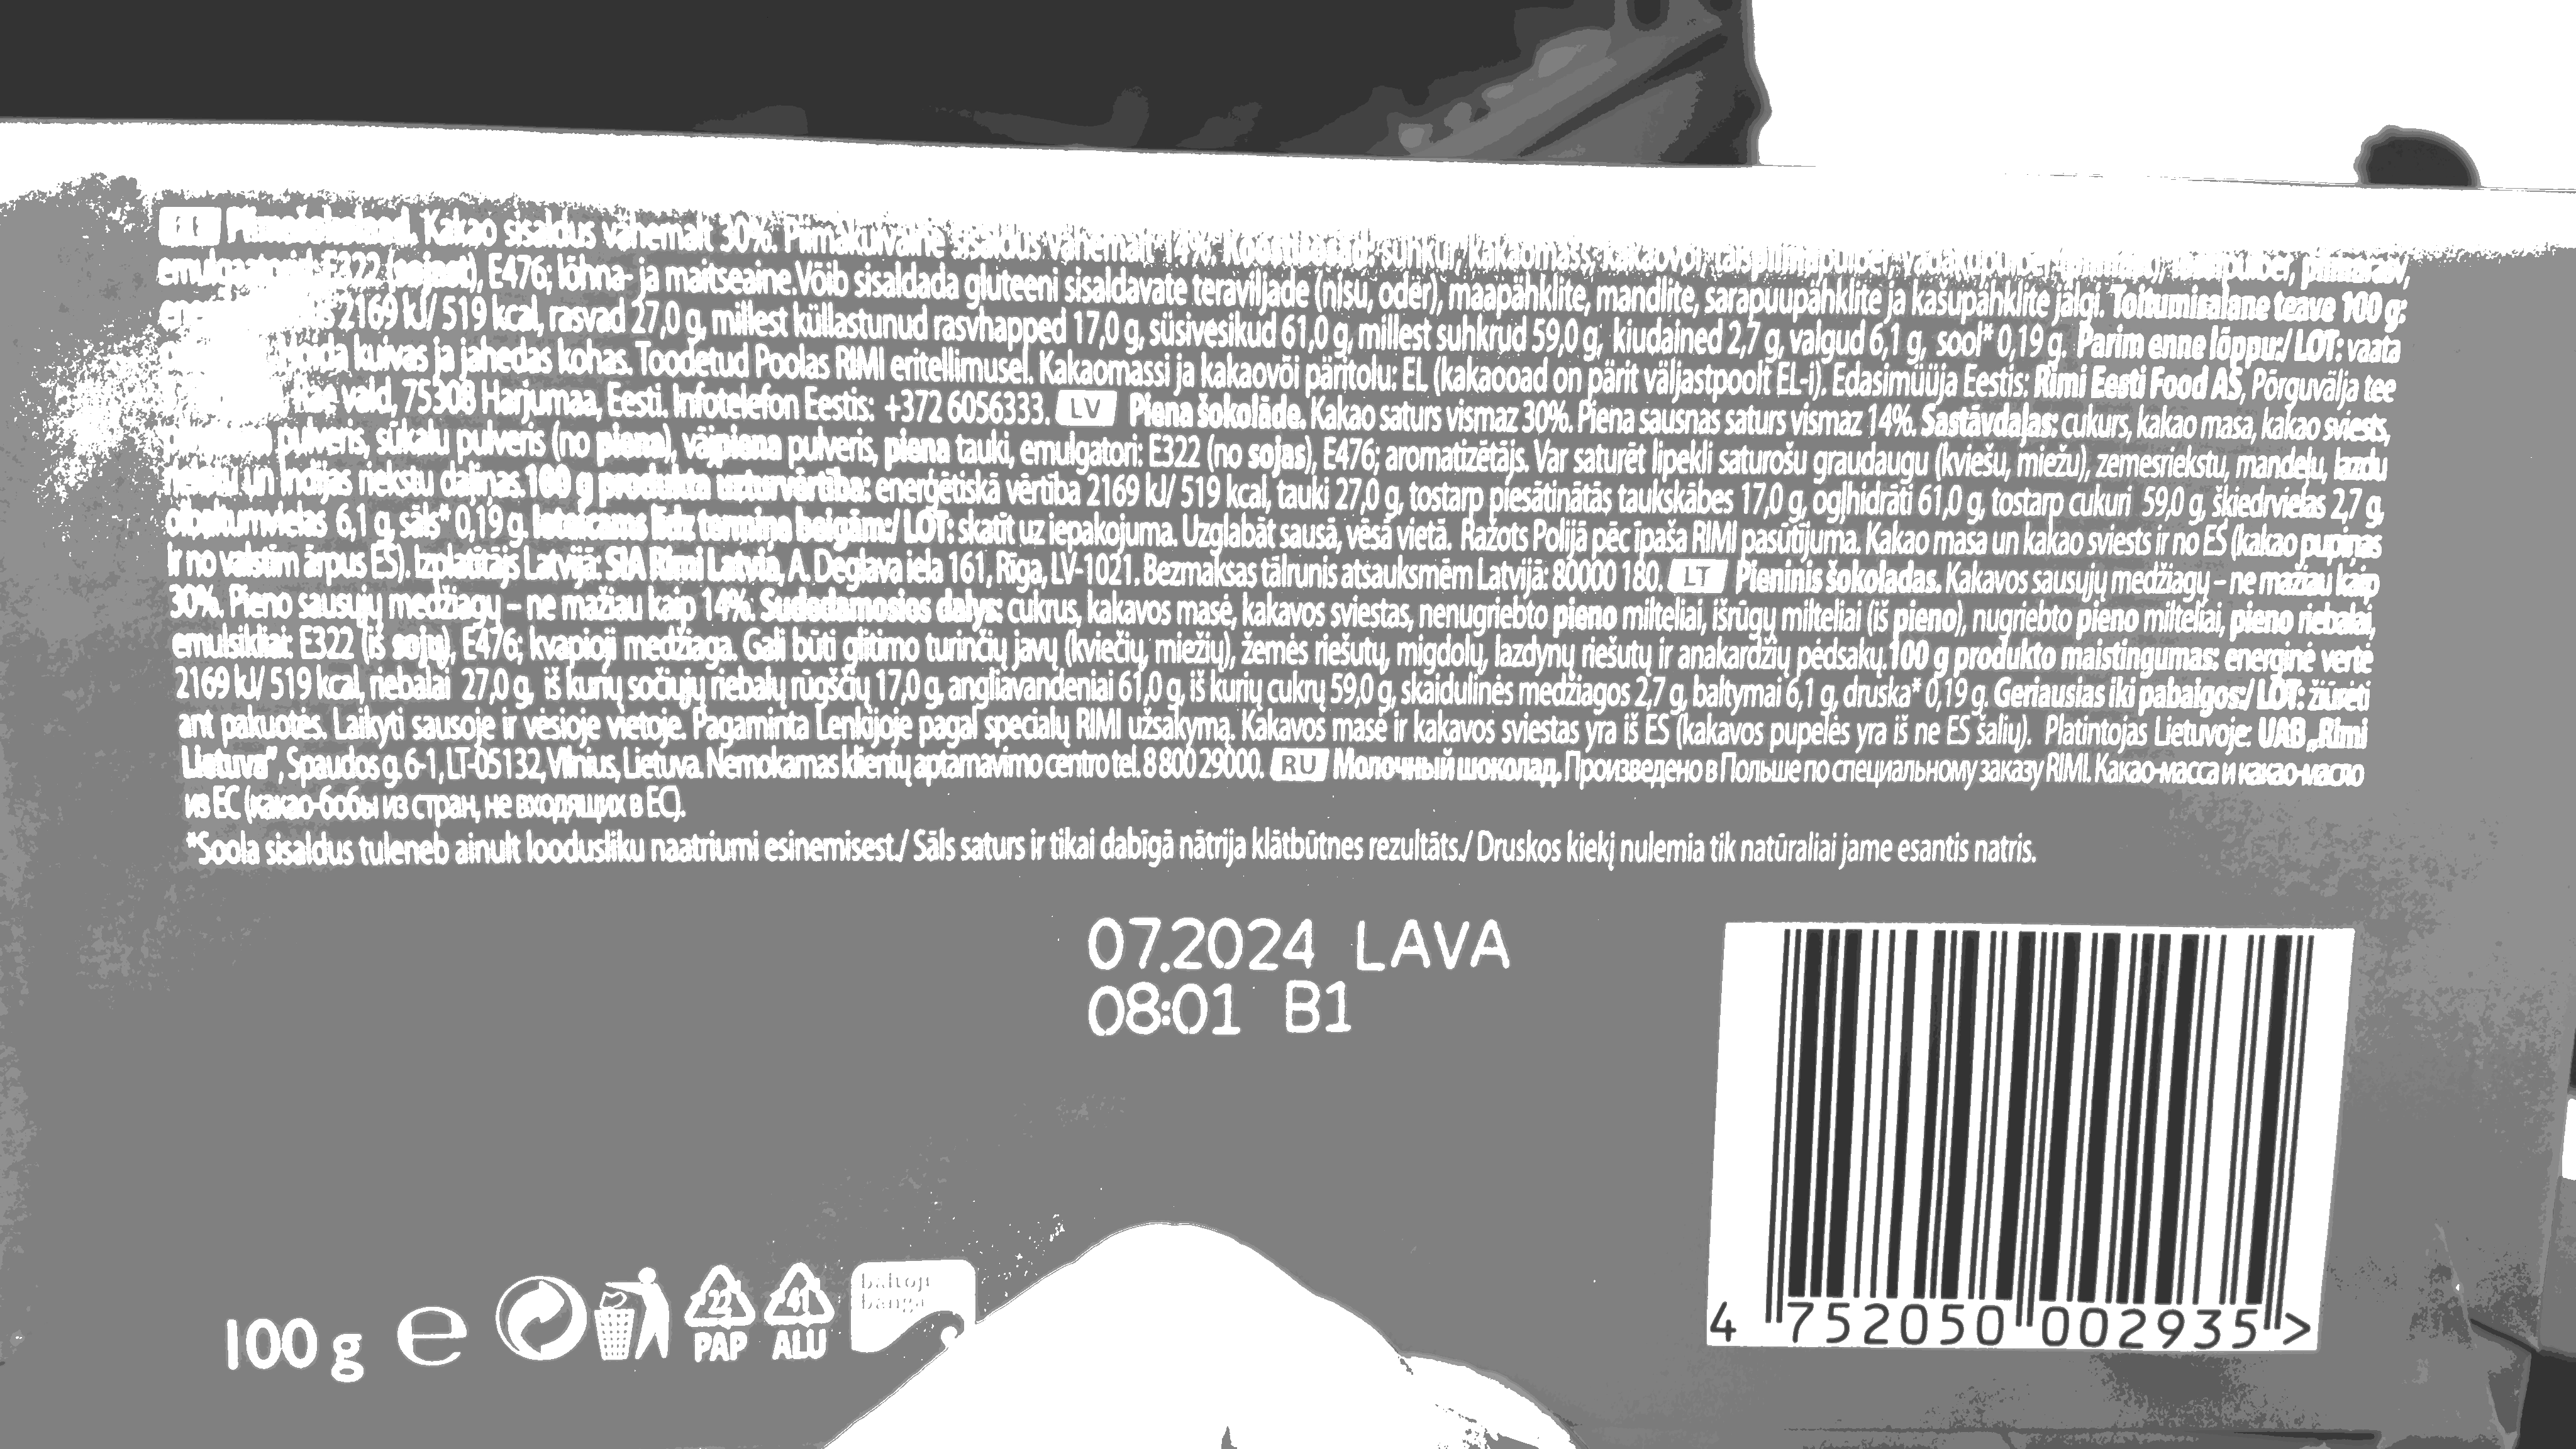 Kakao sisaldus vähemalt 30%. Piimakuivaine sisaldus vähemalt 14%. Koostisosad: suhkur, kakaomass, kakaovõi,
E322 E476; lõhna- ja maitseaine. Võib sisaldada gluteeni sisaldavate teraviljade (nisu, oder), maapähklite, mandlite, sarapuupähklite ja kašupähklite jälgi. Toitumisalane teave 100 g:
2169 kJ/ 519 kcal, rasvad 27,0 g, millest küllastunud rasvhapped 17,0 g, süsivesikud 61,0 g, millest suhkrud 59,0 g, kiudained 2,7 g, valgud 6,1 g, sool* 0,19 g. Parim enne lõppu:/ LOT: vaata
kuivas ja jahedas kohas. Toodetud Poolas RIMI eritellimusel. Kakaomassi ja kakaovõi päritolu: EL (kakaooad on pärit väljastpoolt EL-i). Edasimüüja Eestis: Rimi Eesti Food AS, Põrguvälja tee
vald, 75308 Harjumaa, Eesti. Infotelefon Eestis: +372 6056333. LV Piena šokolāde. Kakao saturs vismaz 30%. Piena sausnas saturs vismaz 14%. Sastāvdaļas: cukurs, kakao masa, kakao sviests,
pulveris, sūkalu pulveris (no piena), vājpiena pulveris, piena tauki, emulgatori: E322 (no sojas), E476; aromatizētājs. Var saturēt lipekli saturošu graudaugu (kviešu, miežu), zemesriekstu, mandeļu, lazdu
riekstu un Indijas riekstu daļiņas. 100 g produkta uzturvērtība: enerģētiskā vērtība 2169 kJ/ 519 kcal, tauki 27,0 g, tostarp piesātinātās taukskābes 17,0 g, ogļhidrāti 61,0 g, tostarp cukuri 59,0 g, šķiedrvielas 2,7 g,
olbaltumvielas 6,1 g, sāls* 0,19 g. Ieteicams līdz termiņa beigām:/ LOT: skatīt uz iepakojuma. Uzglabāt sausā, vēsā vietā. Ražots Polijā pēc īpaša RIMI pasūtījuma. Kakao masa un kakao sviests ir no ES (kakao pupiņas
ir no valstīm ārpus ES). Izplatītājs Latvijā: SIA Rimi Latvia, A. Deglava iela 161, Rīga, LV-1021. Bezmaksas tālrunis atsauksmēm Latvijā: 80000 180. LT Pieninis šokoladas. Kakavos sausųjų medžiagų – ne mažiau kaip
30%. Pieno sausųjų medžiagų – ne mažiau kaip 14%. Sudedamosios dalys: cukrus, kakavos masė, kakavos sviestas, nenugriebto pieno milteliai, išrūgų milteliai (iš pieno), nugriebto pieno milteliai, pieno riebalai,
emulsikliai: E322 (iš sojų), E476; kvapioji medžiaga. Gali būti glitimo turinčių javų (kviečių, miežių), žemės riešutų, migdolų, lazdynų riešutų ir anakardžių pėdsakų. 100 g produkto maistingumas: energinė vertė
2169 kJ/ 519 kcal, riebalai 27,0 g, iš kurių sočiųjų riebalų rūgščių 17,0 g, angliavandeniai 61,0 g, iš kurių cukrų 59,0 g, skaidulinės medžiagos 2,7 g, baltymai 6,1 g, druska* 0,19 g. Geriausias iki pabaigos:/ LOT: žiūrėti
ant pakuotės. Laikyti sausoje ir vėsioje vietoje. Pagaminta Lenkijoje pagal specialų RIMI užsakymą. Kakavos masė ir kakavos sviestas yra iš ES (kakavos pupelės yra iš ne ES šalių). Platintojas Lietuvoje: UAB „Rimi
Lietuva", Spaudos g. 6-1, LT-05132, Vilnius, Lietuva. Nemokamas klientų aptarnavimo centro tel. 8 800 29000. RU Молочный шоколад. Произведено в Польше по специальному заказу RIMI. Какао-масса и какао-масло
из ЕС (какао-бобы из стран, не входящих в ЕС).
*Soola sisaldus tuleneb ainult loodusliku naatriumi esinemisest./ Sāls saturs ir tikai dabīgā nātrija klātbūtnes rezultāts./ Druskos kiekį nulemia tik natūraliai jame esantis natris.
07.2024 LAVA
08:01 B1
100 g e
22 PAP
41 ALU
baltoji
banga
4 752050 002935 >